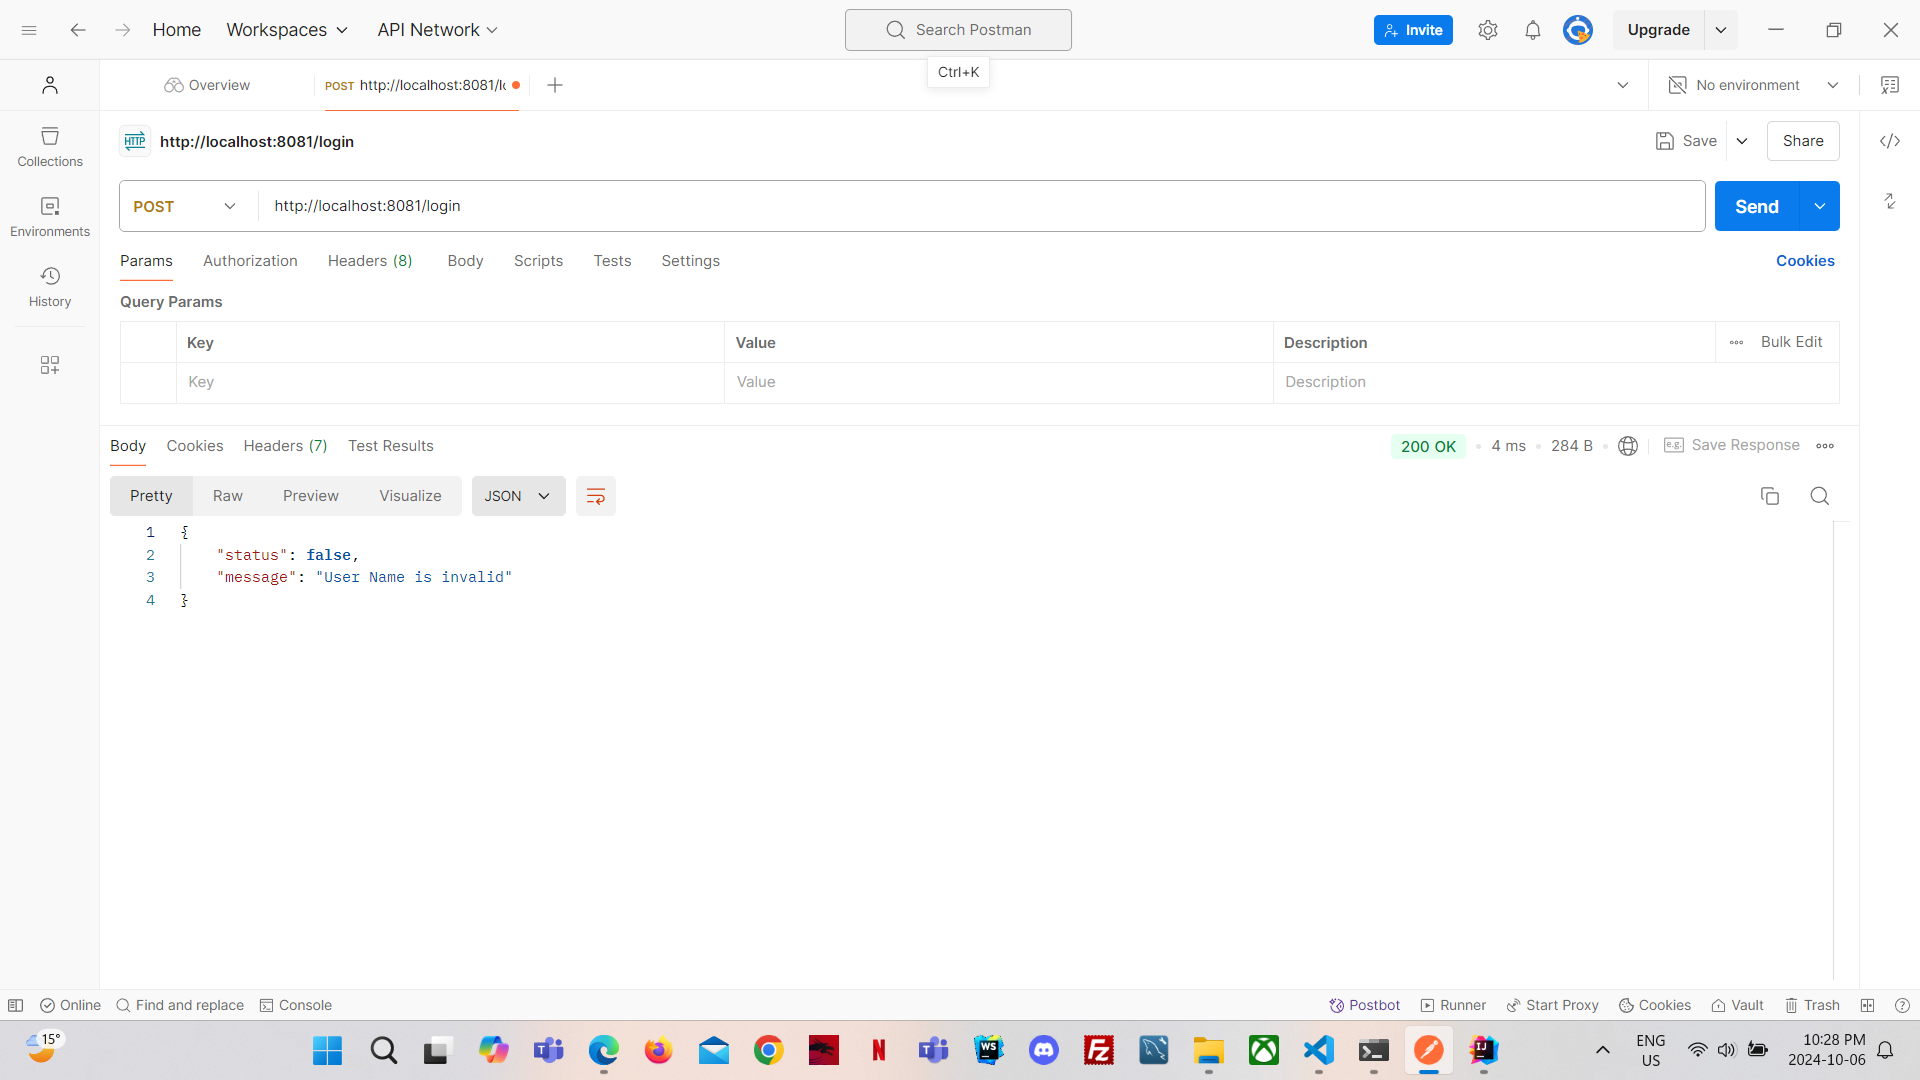 Home Workspaces API Network Search Postman Invite Upgrade
Ctrl+K
Overview POST http://localhost:8081/l No environment
HTTP http://localhost:8081/login Save Share
Collections
POST http://localhost:8081/login Send
Environments
Params Authorization Headers (8) Body Scripts Tests Settings Cookies
History
Query Params
Key Value Description Bulk Edit
Key Value Description
Body Cookies Headers (7) Test Results 200 OK 4 ms 284 B e.g. Save Response
Pretty Raw Preview Visualize JSON
1 {
2 "status": false,
3 "message": "User Name is invalid"
4 }
Online Find and replace Console Postbot Runner Start Proxy Cookies Vault Trash
15° N WS Fz IJ ENG US 10:28 PM
2024-10-06